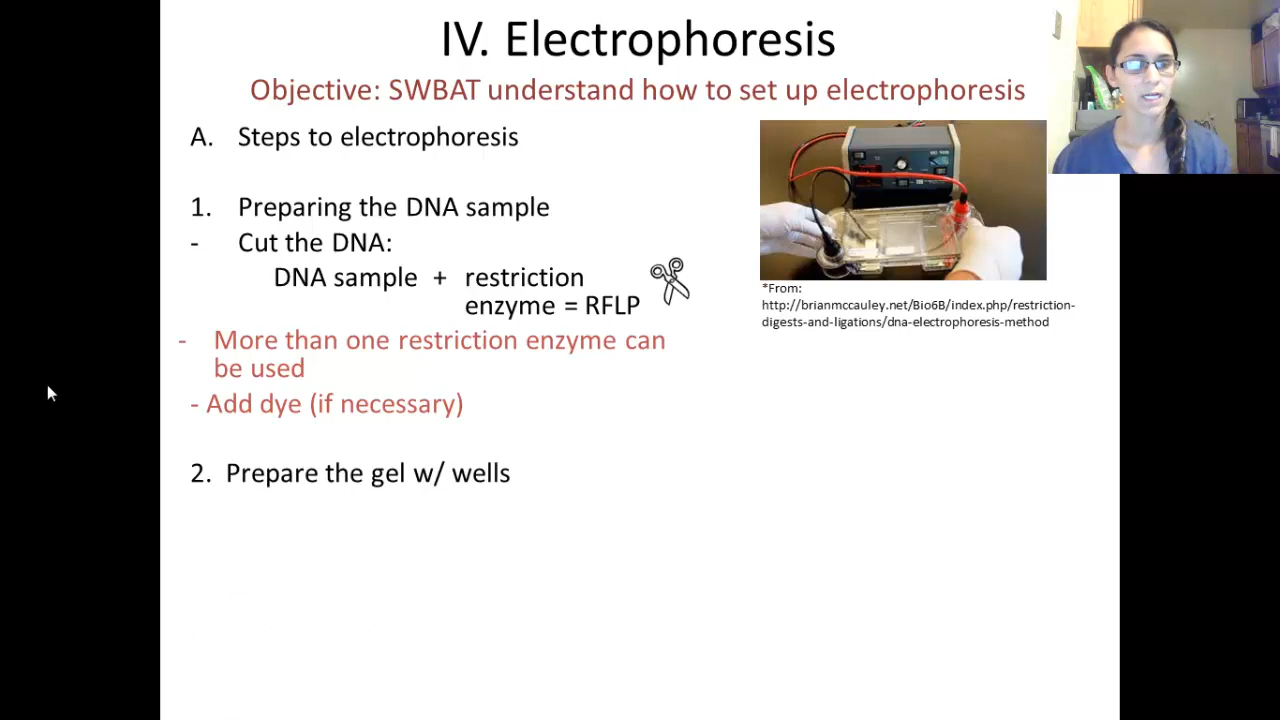 IV. Electrophoresis
Objective: SWBAT understand how to set up electrophoresis
A. Steps to electrophoresis
1. Preparing the DNA sample
- Cut the DNA:
DNA sample + restriction
enzyme = RFLP
- More than one restriction enzyme can
be used
- Add dye (if necessary)
2. Prepare the gel w/ wells
*From:
http://brianmccauley.net/Bio6B/index.php/restriction-
digests-and-ligations/dna-electrophoresis-method